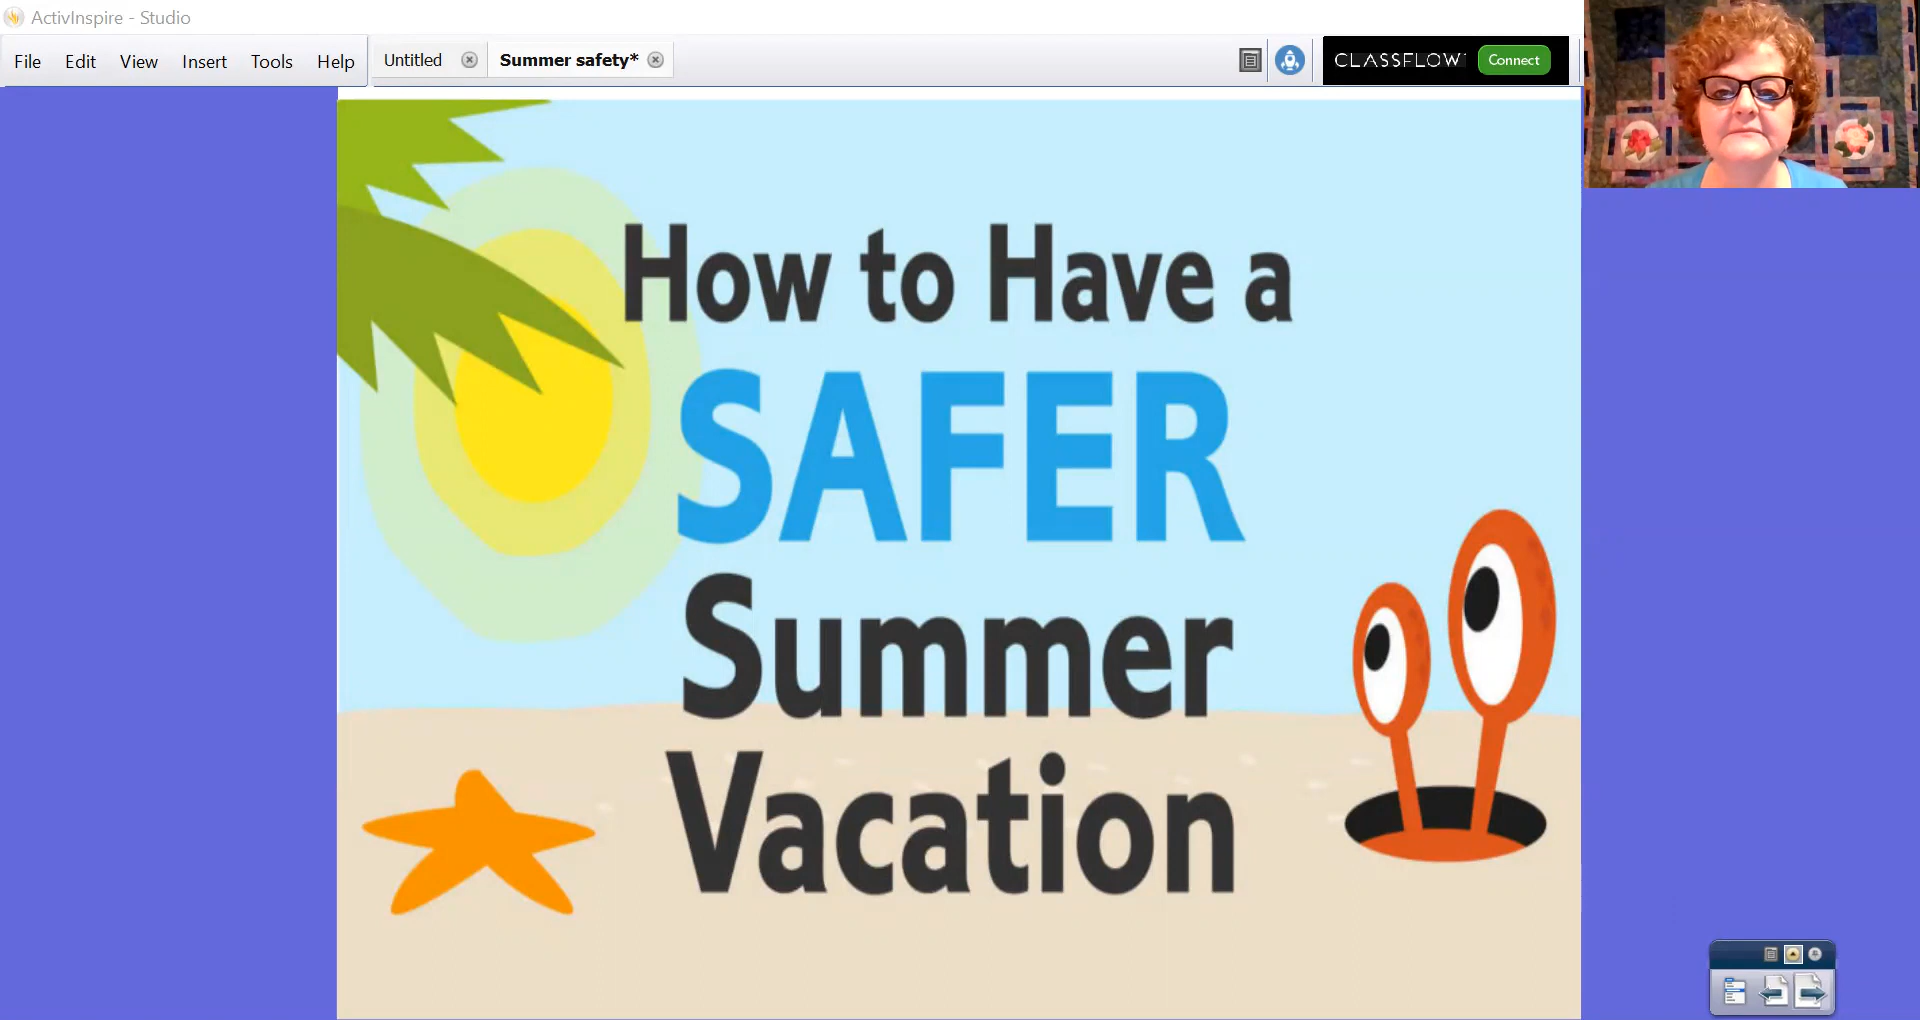 ActivInspire - Studio
File Edit View Insert Tools Help
Untitled
Summer safety*
CLASSFLOW
Connect
How to Have a
SAFER
Summer
Vacation